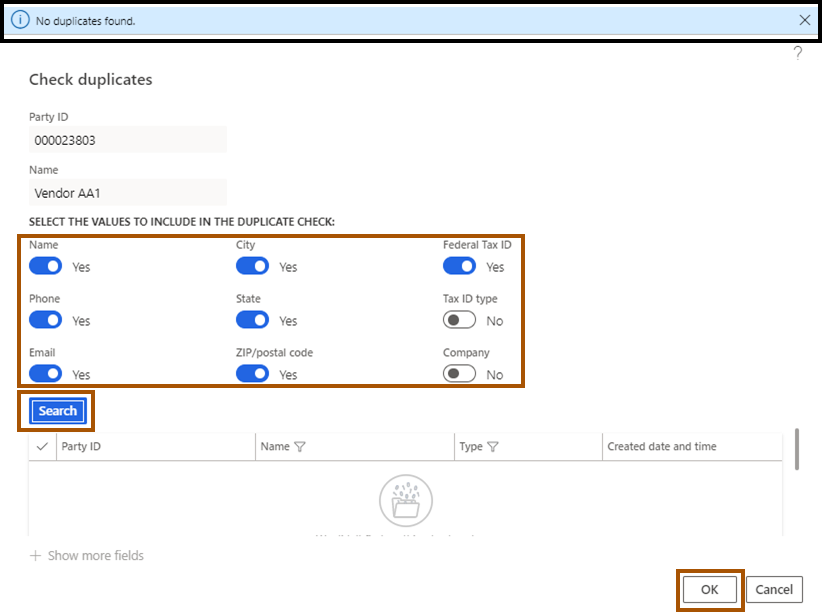 No duplicates found.
?
Check duplicates
Party ID
000023803
Name
Vendor AA1
SELECT THE VALUES TO INCLUDE IN THE DUPLICATE CHECK:
Name City Federal Tax ID
Yes Yes Yes
Phone State Tax ID type
Yes Yes No
Email ZIP/postal code Company
Yes Yes No
Search
Party ID Name Type Created date and time
+ Show more fields
OK Cancel